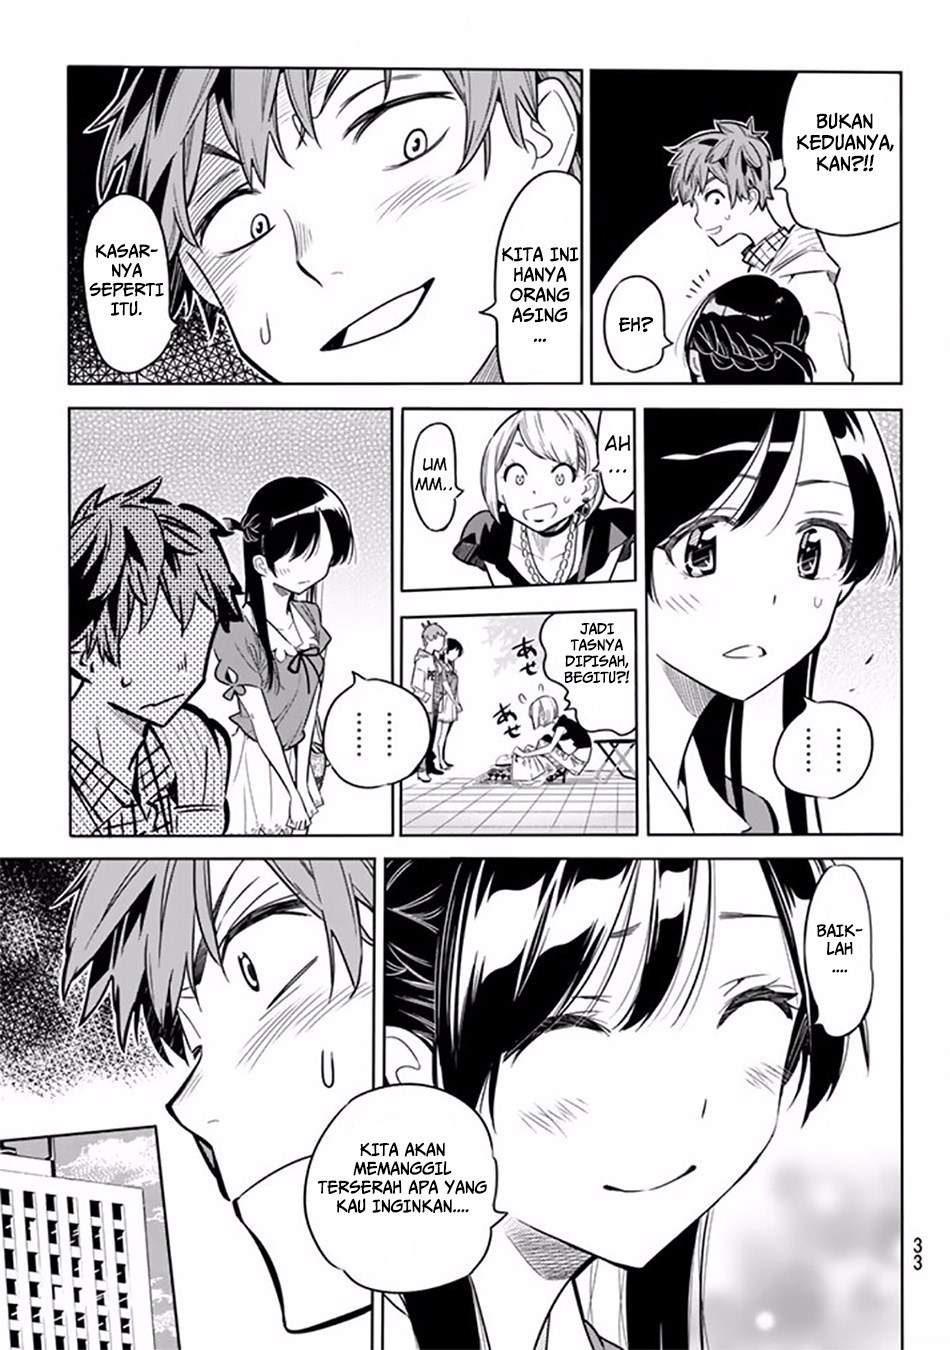 BUKAN
KEDUANYA,
KAN?!!
EH?
KITA INI
HANYA
ORANG
ASING
...
KASAR-
NYA
SEPERTI
ITU.
.......
AH
...
UM
MM..
JADI
TASNYA
DIPISAH,
BEGITU?!
あせ
あせ
.......
BAIK-
LAH
....
KITA AKAN
MEMANGGIL
TERSERAH APA YANG
KAU INGINKAN....
33